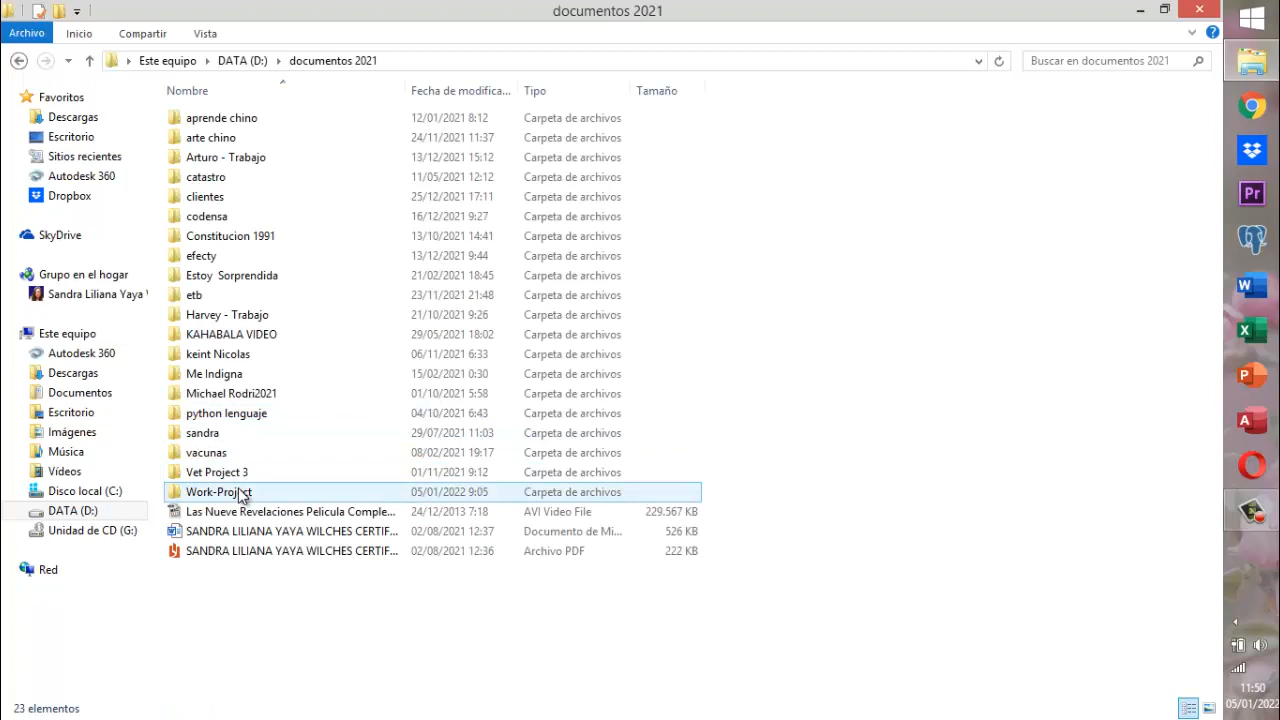 documentos 2021
Archivo Inicio Compartir Vista
Este equipo DATA (D:) documentos 2021
Buscar en documentos 2021
Nombre Fecha de modifica... Tipo Tamaño
Favoritos
Descargas
Escritorio
Sitios recientes
Autodesk 360
Dropbox
SkyDrive
Grupo en el hogar
Sandra Liliana Yaya
Este equipo
Autodesk 360
Descargas
Documentos
Escritorio
Imágenes
Música
Vídeos
Disco local (C:)
DATA (D:)
Unidad de CD (G:)
Red
aprende chino 12/01/2021 8:12 Carpeta de archivos
arte chino 24/11/2021 11:37 Carpeta de archivos
Arturo - Trabajo 13/12/2021 15:12 Carpeta de archivos
catastro 11/05/2021 12:12 Carpeta de archivos
clientes 25/12/2021 17:11 Carpeta de archivos
codensa 16/12/2021 9:27 Carpeta de archivos
Constitucion 1991 13/10/2021 14:41 Carpeta de archivos
efecty 13/12/2021 9:44 Carpeta de archivos
Estoy Sorprendida 21/02/2021 18:45 Carpeta de archivos
etb 23/11/2021 21:48 Carpeta de archivos
Harvey - Trabajo 21/10/2021 9:26 Carpeta de archivos
KAHABALA VIDEO 29/05/2021 18:02 Carpeta de archivos
keint Nicolas 06/11/2021 6:33 Carpeta de archivos
Me Indigna 15/02/2021 0:30 Carpeta de archivos
Michael Rodri2021 01/10/2021 5:58 Carpeta de archivos
python lenguaje 04/10/2021 6:43 Carpeta de archivos
sandra 29/07/2021 11:03 Carpeta de archivos
vacunas 08/02/2021 19:17 Carpeta de archivos
Vet Project 3 01/11/2021 9:12 Carpeta de archivos
Work-Project 05/01/2022 9:05 Carpeta de archivos
Las Nueve Revelaciones Pelicula Comple... 24/12/2013 7:18 AVI Video File 229.567 KB
SANDRA LILIANA YAYA WILCHES CERTIF... 02/08/2021 12:37 Documento de Mi... 526 KB
SANDRA LILIANA YAYA WILCHES CERTIF... 02/08/2021 12:36 Archivo PDF 222 KB
23 elementos
Pr
W
X
P
A
11:50
05/01/2022